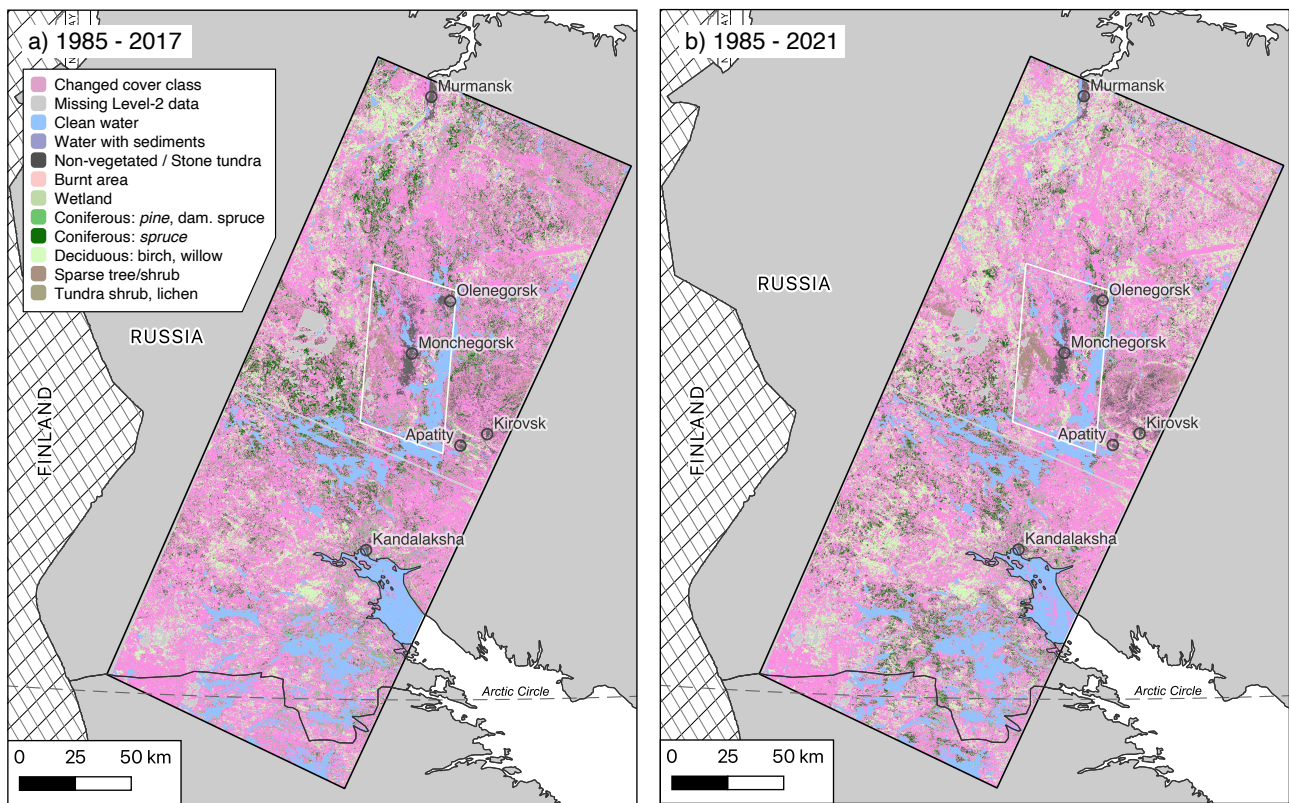 a) 1985 - 2017
Changed cover class
Missing Level-2 data
Clean water
Water with sediments
Non-vegetated / Stone tundra
Burnt area
Wetland
Coniferous: pine, dam. spruce
Coniferous: spruce
Deciduous: birch, willow
Sparse tree/shrub
Tundra shrub, lichen
Murmansk
Olenegorsk
RUSSIA
Monchegorsk
FINLAND
Kirovsk
Apatity
Kandalaksha
Arctic Circle
0 25 50 km
b) 1985 - 2021
Murmansk
RUSSIA
Olenegorsk
Monchegorsk
FINLAND
Kirovsk
Apatity
Kandalaksha
Arctic Circle
0 25 50 km